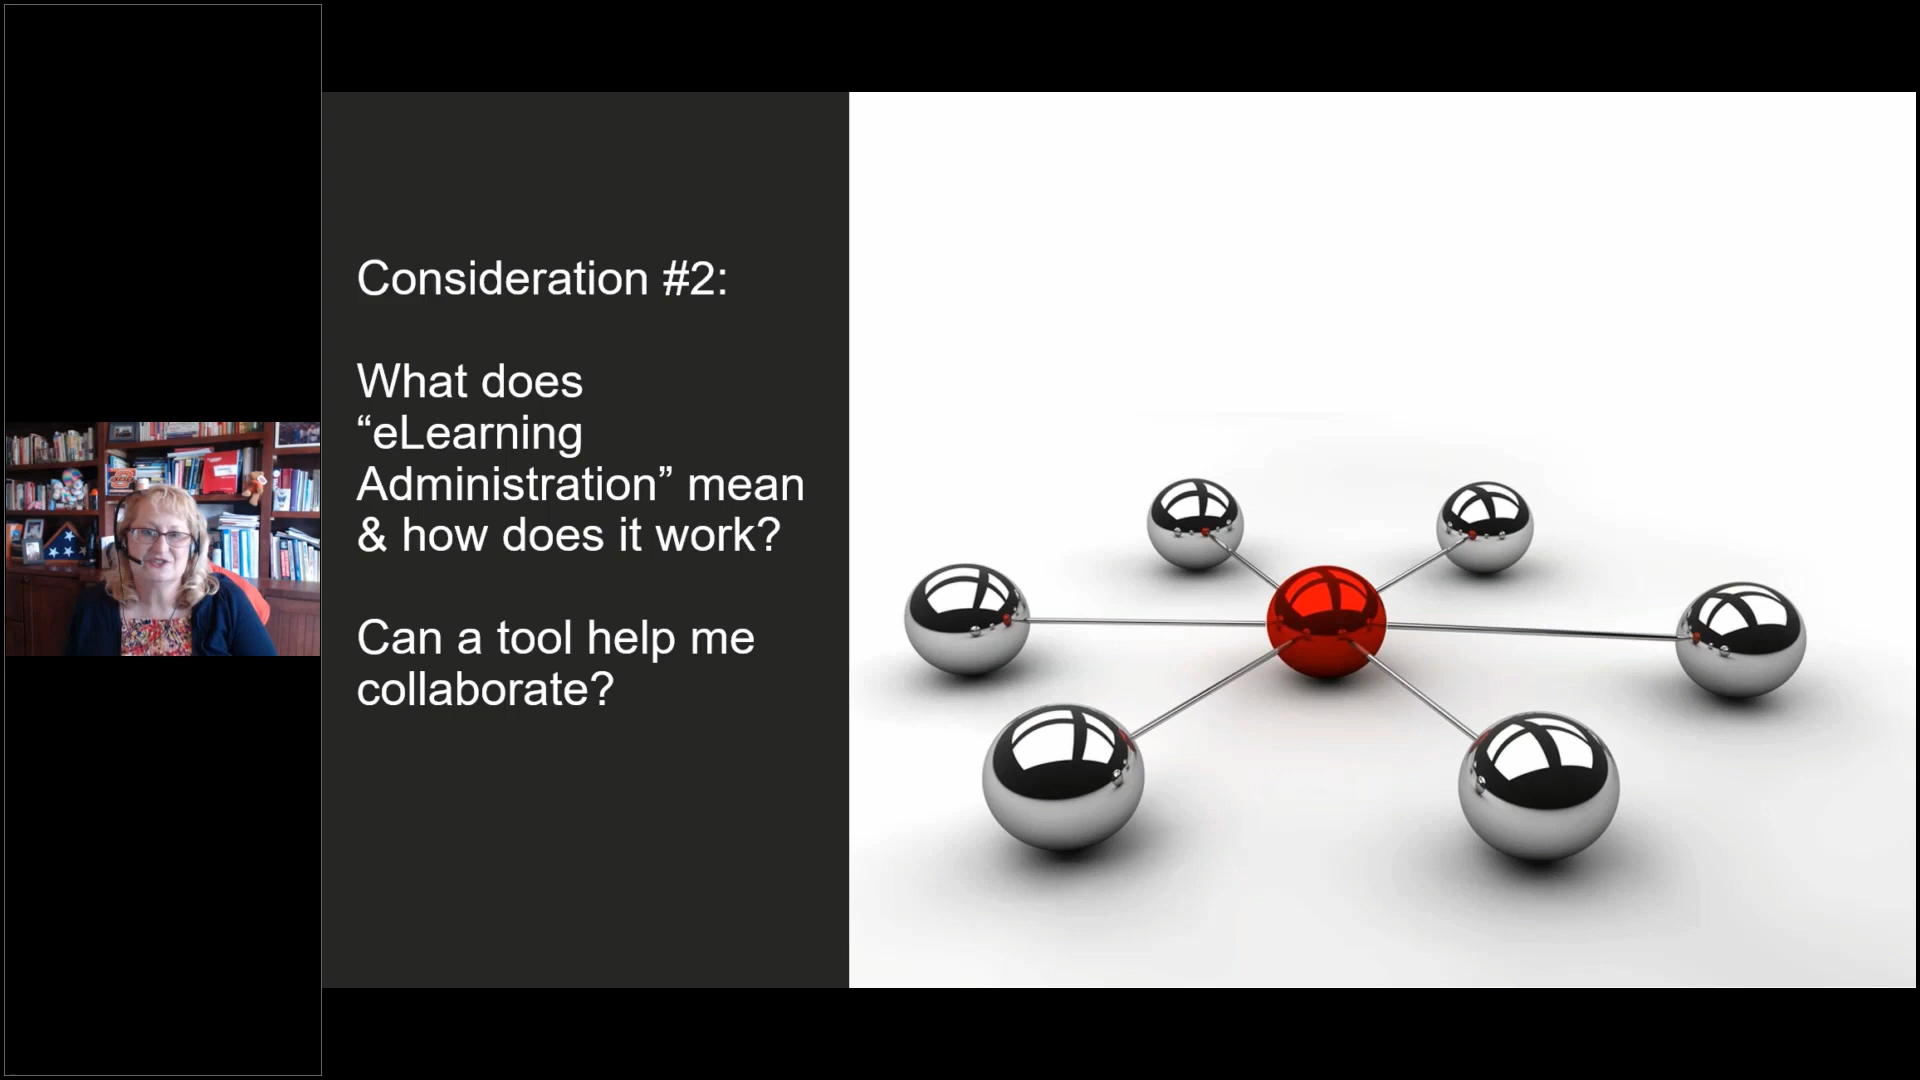 Consideration #2:
What does
“eLearning
Administration” mean
& how does it work?
Can a tool help me
collaborate?